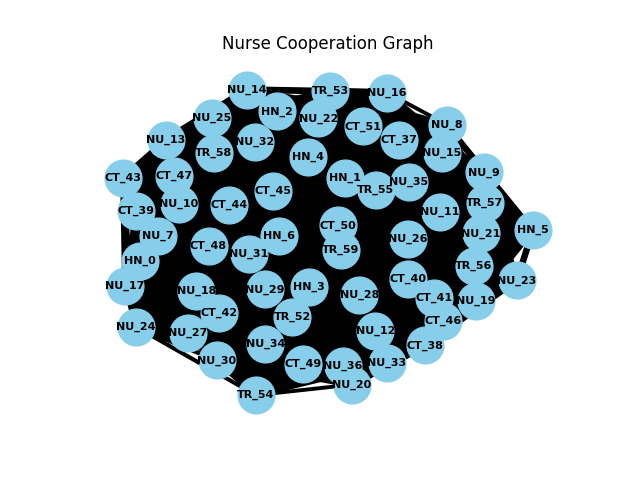 Nurse Cooperation Graph
NU_14
TR_53
NU_16
HN_2
NU_25
NU_22
CT_51
NU_8
NU_13
NU_32
CT_37
TR_58
HN_4
NU_15
CT_43
CT_47
HN_1
TR_55
NU_35
NU_9
CT_45
CT_39
NU_10
CT_44
NU_11
TR_57
NU_7
CT_48
HN_6
CT_50
NU_26
NU_21
HN_5
HN_0
NU_31
TR_59
TR_56
NU_17
NU_18
NU_29
HN_3
NU_28
CT_40
CT_41
NU_19
NU_23
NU_24
NU_27
CT_42
TR_52
NU_12
CT_46
NU_30
NU_34
CT_49
NU_36
NU_33
CT_38
TR_54
NU_20